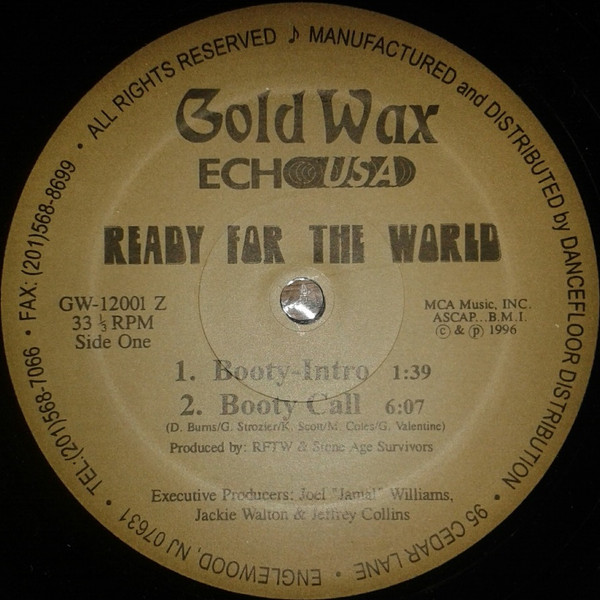 ALL RIGHTS RESERVED ♪ MANUFACTURED and DISTRIBUTED by DANCEFLOOR DISTRIBUTION • 95 CEDAR LANE • ENGLEWOOD, NJ 07631 • TEL:(201)568-7066 • FAX: (201)568-8699 •
Gold Wax
ECHO USA
READY FOR THE WORLD
GW-12001 Z
33 ⅓ RPM
Side One
MCA Music, INC.
ASCAP...B.M.I.
© & ℗ 1996
1. Booty-Intro 1:39
2. Booty Call 6:07
(D. Burns/G. Strozier/K. Scott/M. Coles/G. Valentine)
Produced by: RFTW & Stone Age Survivors
Executive Producers: Joel "Jamal" Williams,
Jackie Walton & Jeffrey Collins